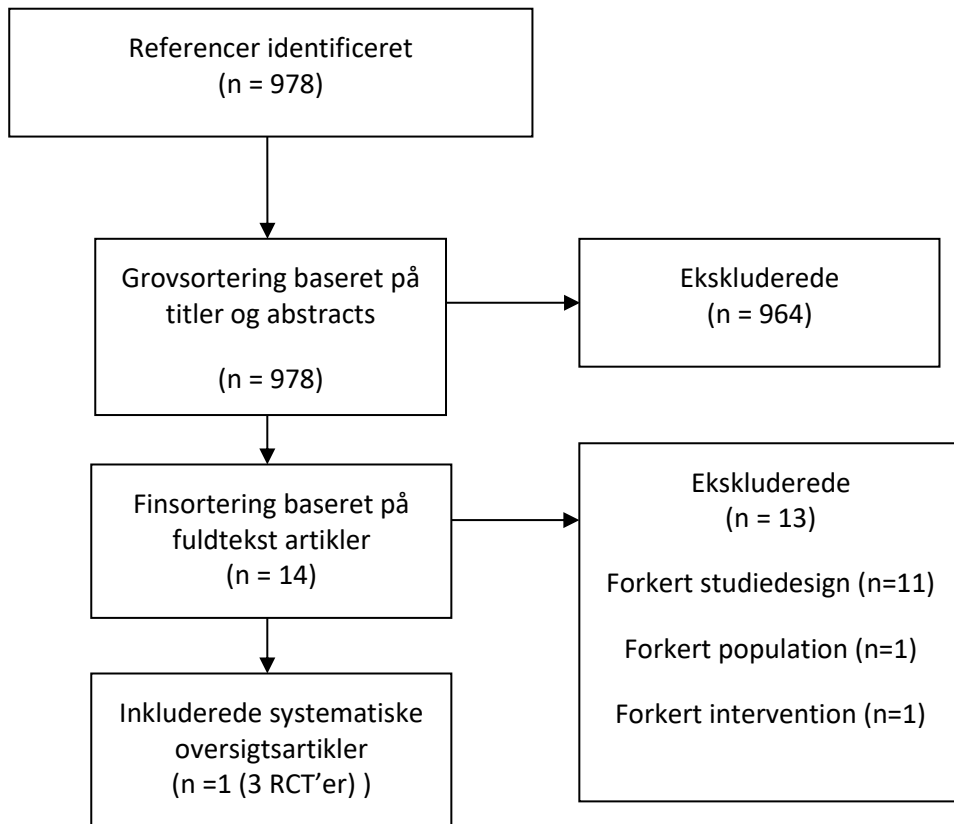 Referencer identificeret
(n = 978)
Grovsortering baseret på
titler og abstracts
(n = 978)
Ekskluderede
(n = 964)
Finsortering baseret på
fuldtekst artikler
(n = 14)
Ekskluderede
(n = 13)
Forkert studiedesign (n=11)
Forkert population (n=1)
Forkert intervention (n=1)
Inkluderede systematiske
oversigtsartikler
(n =1 (3 RCT’er) )